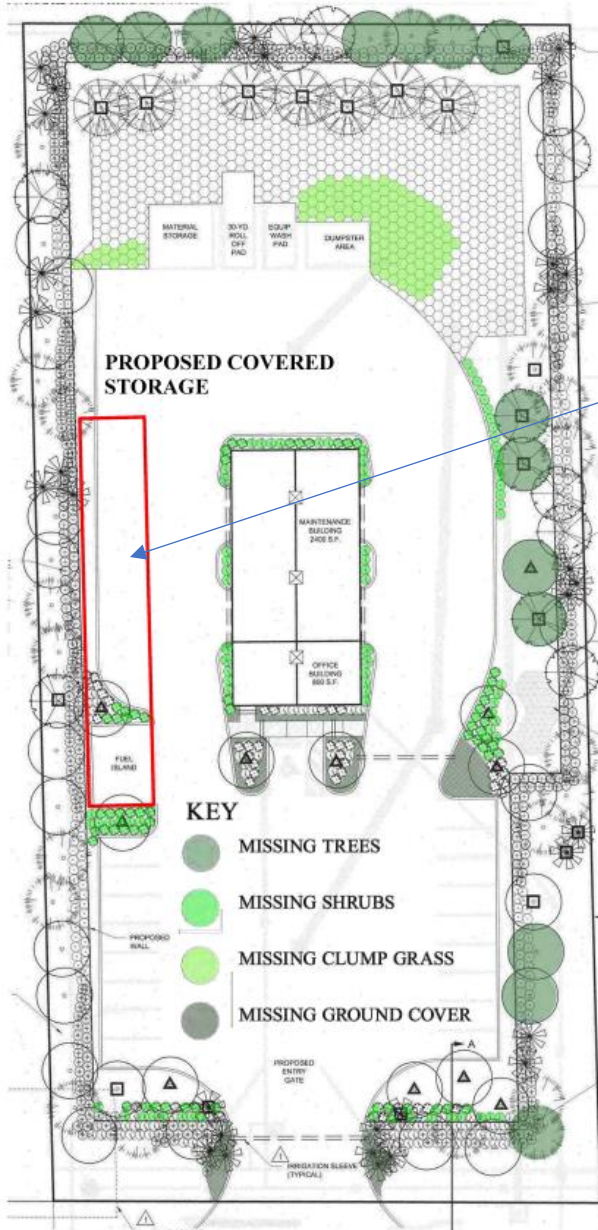 MATERIAL
STORAGE
30-YD
ROLL
OFF
PAD
EQUIP
WASH
PAD
DUMPSTER
AREA
PROPOSED COVERED
STORAGE
MAINTENANCE
BUILDING
2400 S.F.
OFFICE
BUILDING
800 S.F.
FUEL
ISLAND
KEY
MISSING TREES
MISSING SHRUBS
MISSING CLUMP GRASS
MISSING GROUND COVER
PROPOSED
WALL
A
PROPOSED
ENTRY
GATE
IRRIGATION SLEEVE
(TYPICAL)